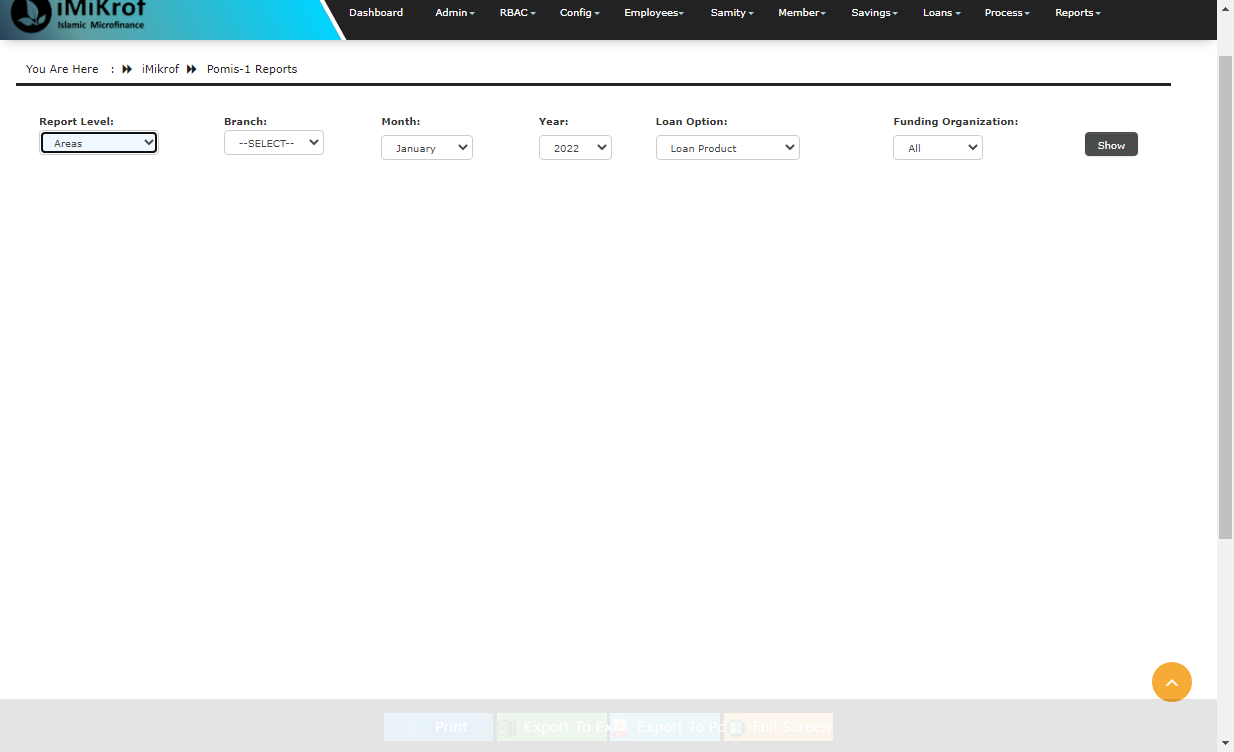 iMiKrof
Islamic Microfinance
Dashboard Admin RBAC Config Employees Samity Member Savings Loans Process Reports
You Are Here : iMikrof Pomis-1 Reports
Report Level: Branch: Month: Year: Loan Option: Funding Organization:
Areas --SELECT-- January 2022 Loan Product All Show
Print Export To Ex Export To Pd Full Screen